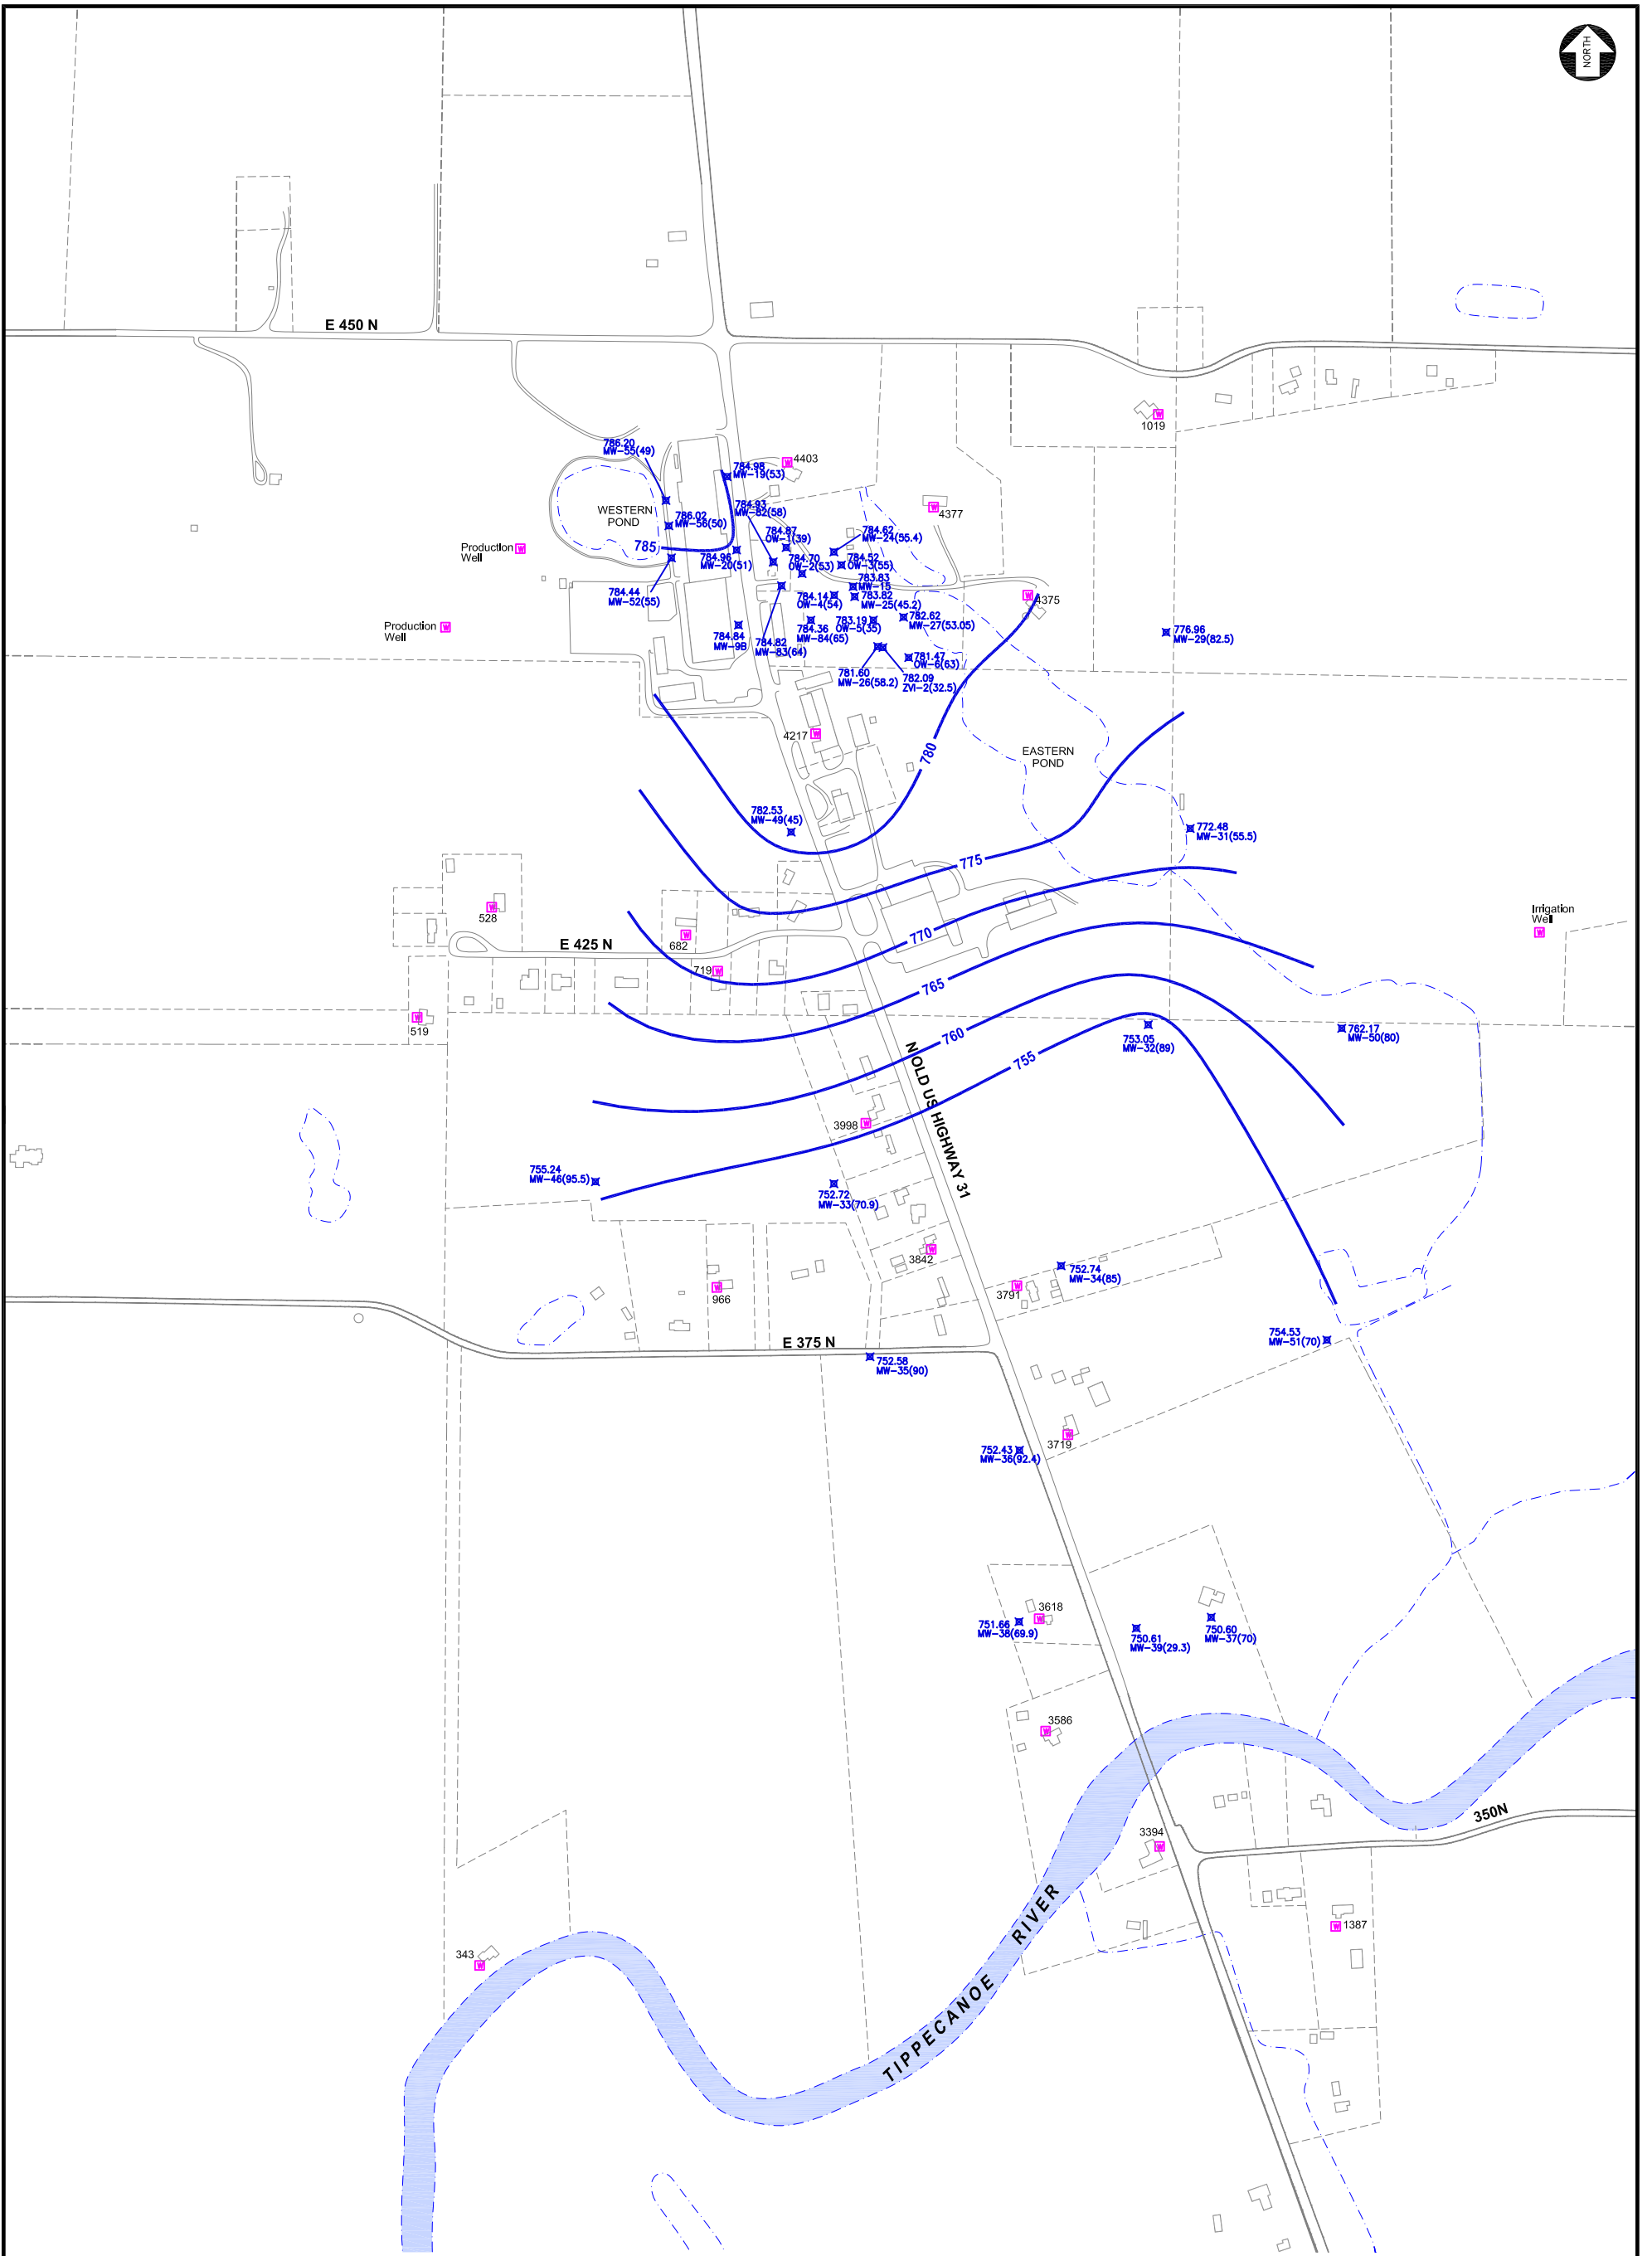 NORTH
E 450 N
1019
786.20
MW-55(49)
784.98
MW-19(53)
4403
WESTERN
POND
784.93
MW-82(58)
4377
786.02
MW-56(50)
784.87
OW-1(39)
784.62
MW-24(55.4)
785
Production
Well
784.96
MW-20(51)
784.70
OW-2(53)
784.52
OW-3(55)
783.83
MW-15
784.44
MW-52(55)
784.14
OW-4(54)
783.82
MW-25(45.2)
4375
Production
Well
784.84
MW-9B
784.82
MW-83(64)
784.36
MW-84(65)
783.19
OW-5(35)
782.62
MW-27(53.05)
776.96
MW-29(82.5)
781.60
MW-26(58.2)
781.47
OW-6(63)
782.09
ZVI-2(32.5)
4217
780
EASTERN
POND
782.53
MW-49(45)
772.48
MW-31(55.5)
775
528
682
E 425 N
770
Irrigation
Well
719
765
519
760
755
753.05
MW-32(89)
762.17
MW-50(80)
N OLD US HIGHWAY 31
3998
755.24
MW-46(95.5)
752.72
MW-33(70.9)
3842
752.74
MW-34(85)
966
3791
E 375 N
754.53
MW-51(70)
752.58
MW-35(90)
752.43
MW-36(92.4)
3719
3618
751.66
MW-38(69.9)
750.61
MW-39(29.3)
750.60
MW-37(70)
3586
350N
3394
1387
343
TIPPECANOE RIVER